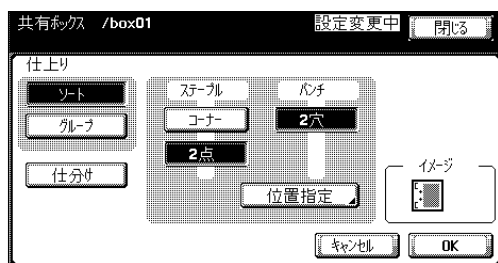 共有ボックス /box01 設定変更中 閉じる
仕上り
ソート ステープル パンチ
グループ コーナー 2穴
2点
仕分け 位置指定 イメージ
キャンセル OK